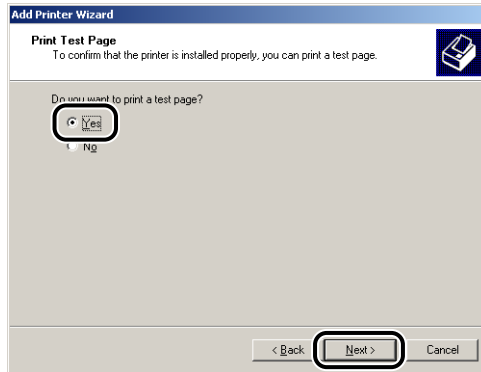 Add Printer Wizard
Print Test Page
To confirm that the printer is installed properly, you can print a test page.
Do you want to print a test page?
Yes
No
< Back Next > Cancel